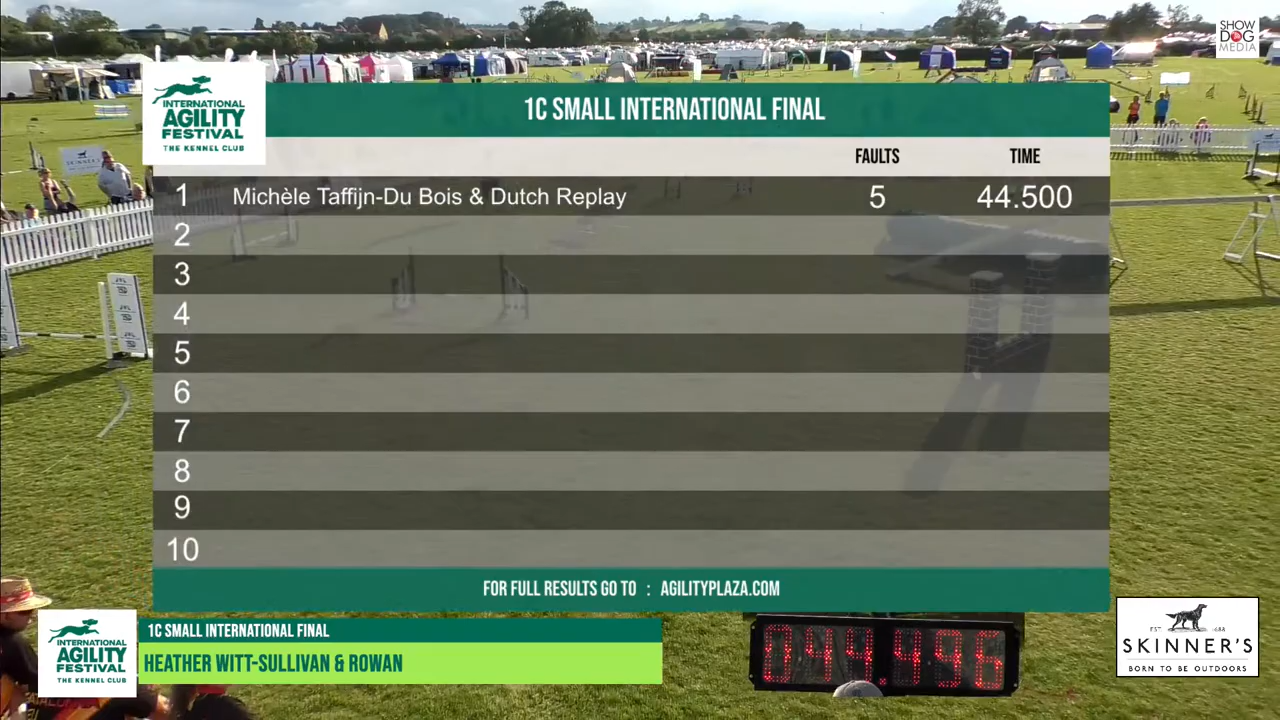 SHOW
DOG
MEDIA
INTERNATIONAL
AGILITY
FESTIVAL
THE KENNEL CLUB
1C SMALL INTERNATIONAL FINAL
FAULTS TIME
1 Michèle Taffijn-Du Bois & Dutch Replay 5 44.500
2
3
4
5
6
7
8
9
10
FOR FULL RESULTS GO TO : AGILITYPLAZA.COM
SKINNER'S
INTERNATIONAL
AGILITY
FESTIVAL
THE KENNEL CLUB
1C SMALL INTERNATIONAL FINAL
HEATHER WITT-SULLIVAN & ROWAN
044.496
SKINNER'S
BORN TO BE OUTDOORS